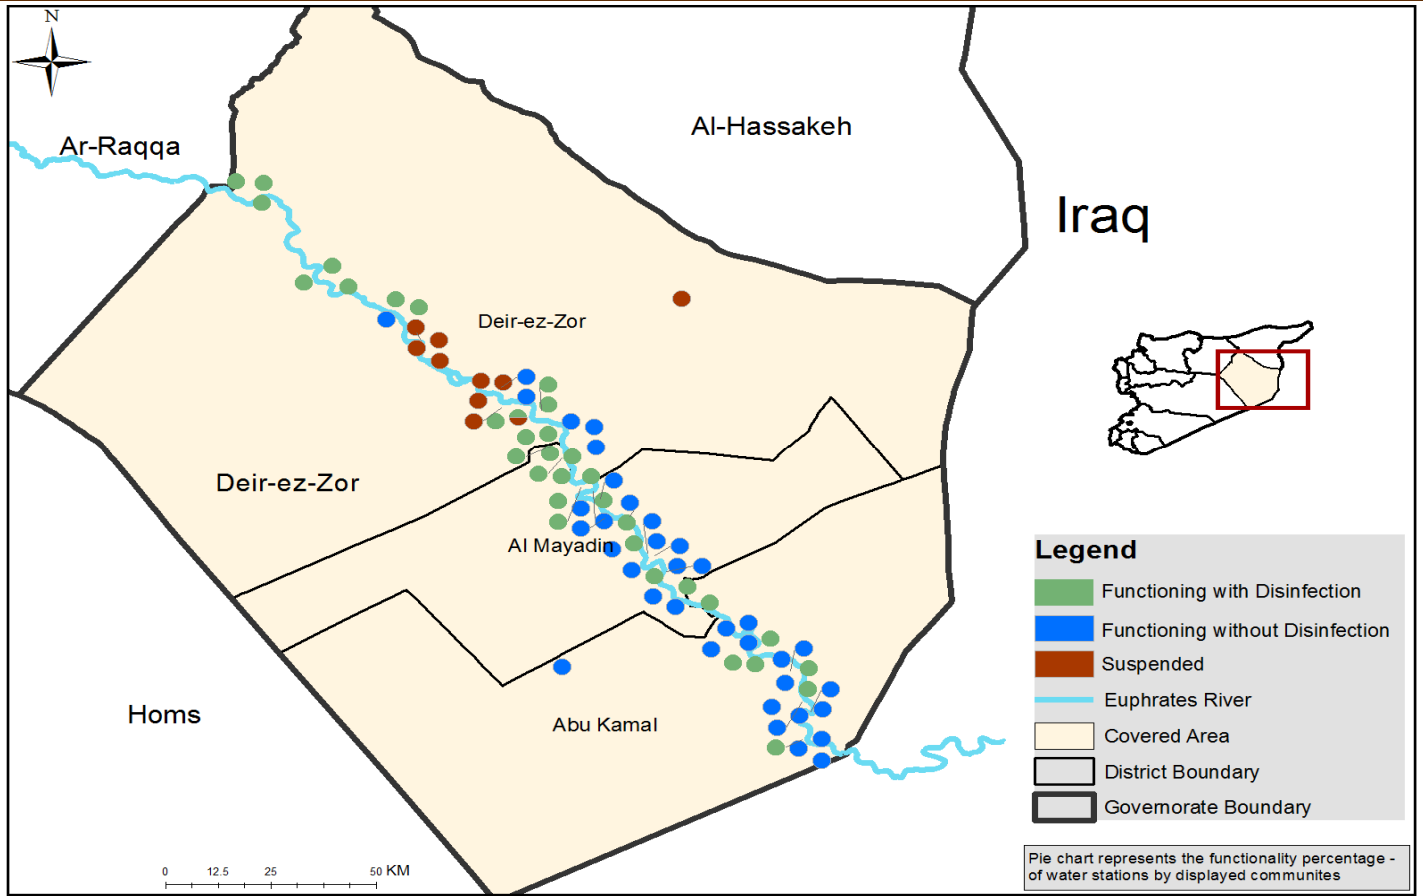 N
Ar-Raqqa
Al-Hassakeh
Iraq
Deir-ez-Zor
Deir-ez-Zor
Al Mayadin
Homs
Abu Kamal
0 12.5 25 50 KM
Legend
Functioning with Disinfection
Functioning without Disinfection
Suspended
Euphrates River
Covered Area
District Boundary
Governorate Boundary
Pie chart represents the functionality percentage -
of water stations by displayed communites